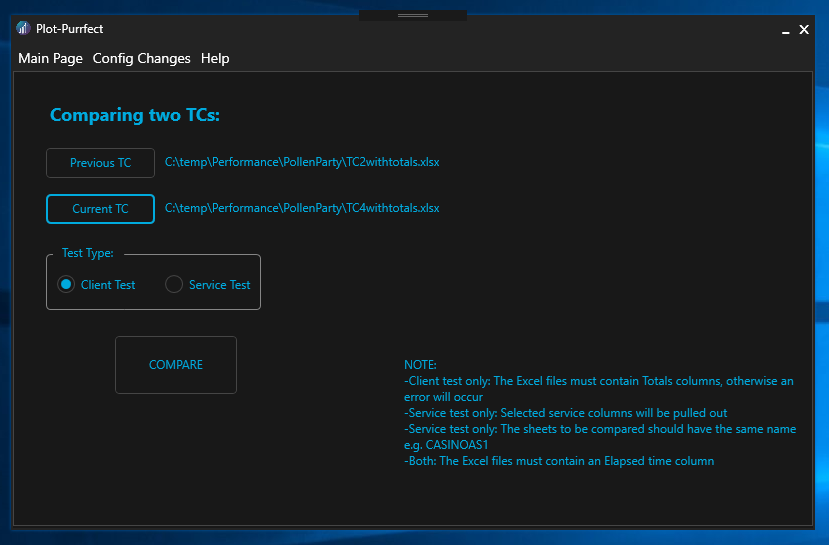 Plot-Purrfect
Main Page Config Changes Help
Comparing two TCs:
Previous TC C:\temp\Performance\PollenParty\TC2withtotals.xlsx
Current TC C:\temp\Performance\PollenParty\TC4withtotals.xlsx
Test Type:
Client Test Service Test
COMPARE
NOTE:
-Client test only: The Excel files must contain Totals columns, otherwise an
error will occur
-Service test only: Selected service columns will be pulled out
-Service test only: The sheets to be compared should have the same name
e.g. CASINOAS1
-Both: The Excel files must contain an Elapsed time column